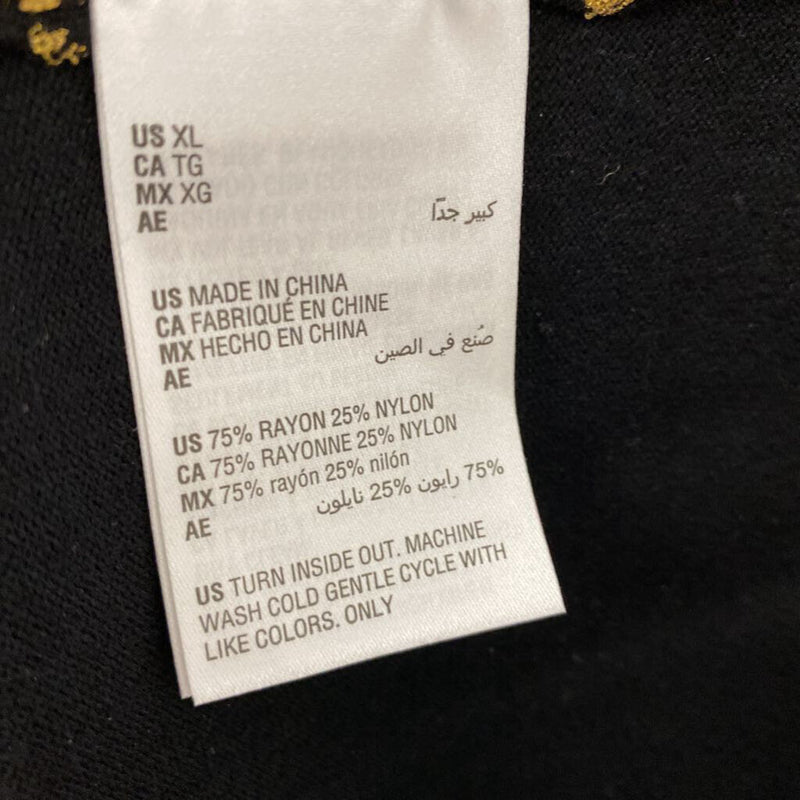 US XL
CA TG
MX XG
AE كبير جدًا
US MADE IN CHINA
CA FABRIQUÉ EN CHINE
MX HECHO EN CHINA
AE صُنع في الصين
US 75% RAYON 25% NYLON
CA 75% RAYONNE 25% NYLON
MX 75% rayón 25% nilón
AE 75% رايون 25% نايلون
US TURN INSIDE OUT. MACHINE
WASH COLD GENTLE CYCLE WITH
LIKE COLORS. ONLY